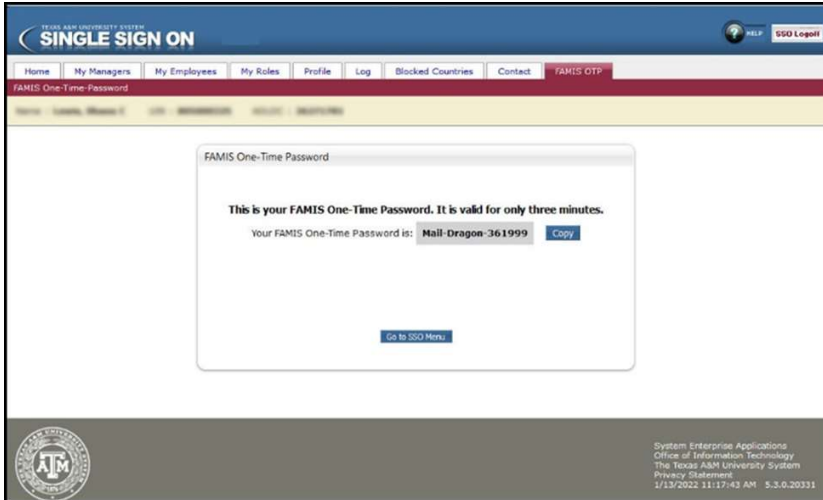 TEXAS A&M UNIVERSITY SYSTEM
SINGLE SIGN ON
HELP
SSO Logoff
Home My Managers My Employees My Roles Profile Log Blocked Countries Contact FAMIS OTP
FAMIS One-Time-Password
FAMIS One-Time Password
This is your FAMIS One-Time Password. It is valid for only three minutes.
Your FAMIS One-Time Password is: Mail-Dragon-361999 Copy
Go to SSO Menu
ATM
System Enterprise Applications
Office of Information Technology
The Texas A&M University System
Privacy Statement
1/13/2022 11:17:43 AM 5.3.0.20331